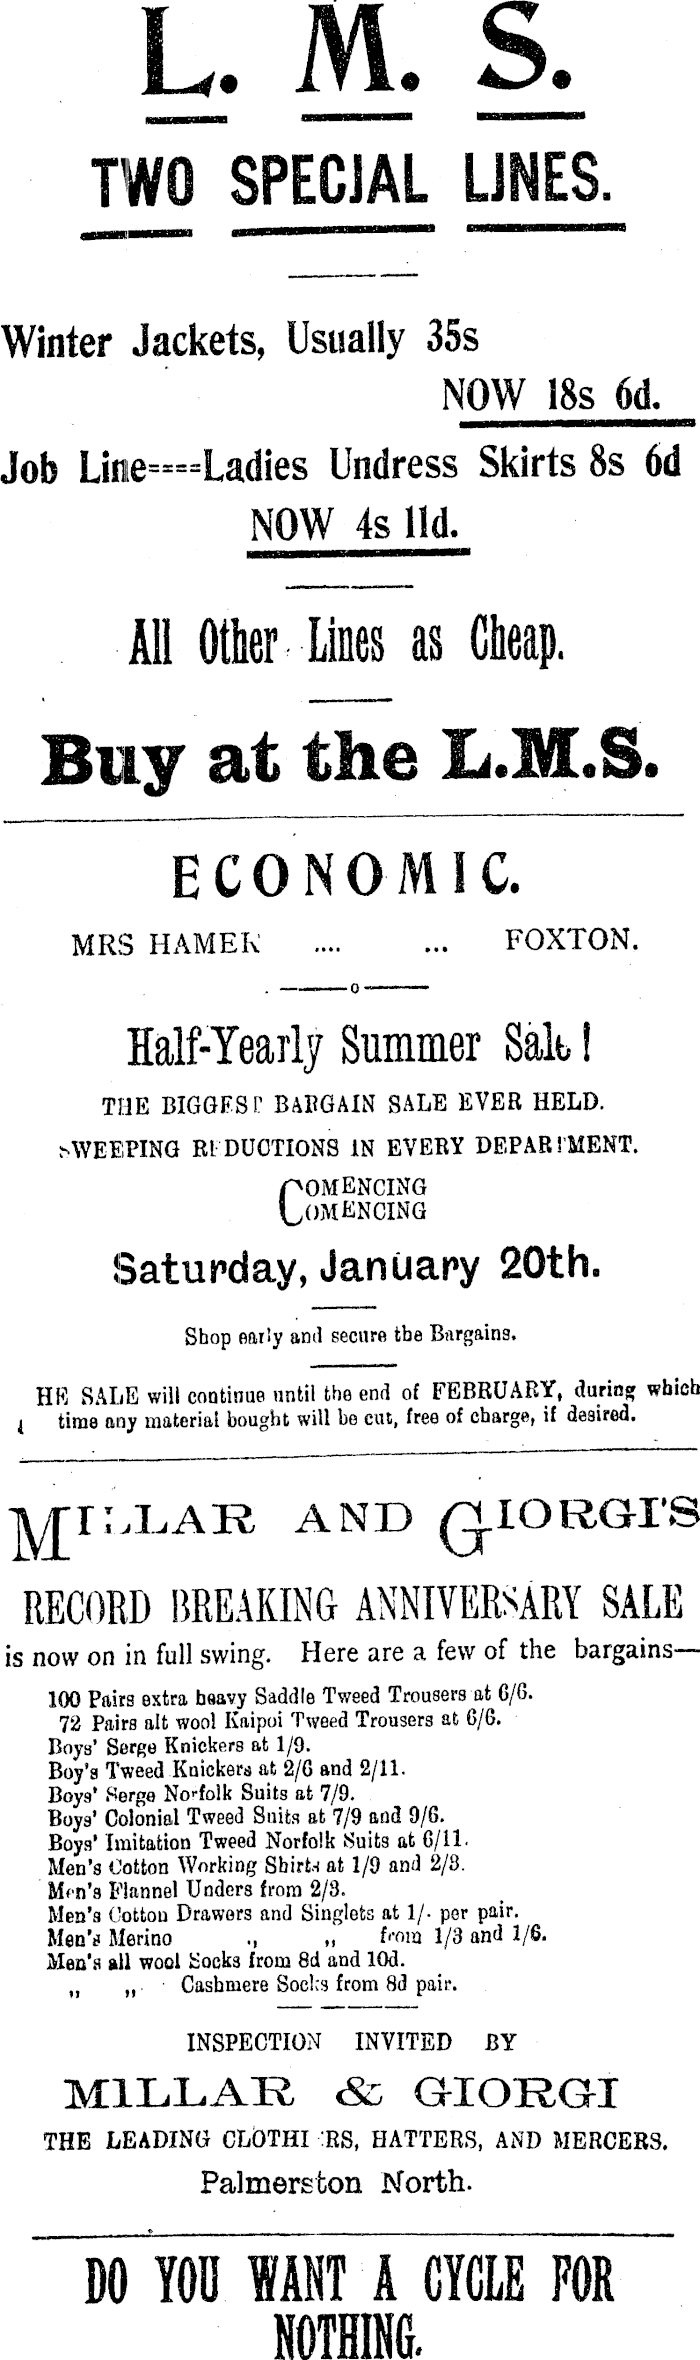 L. M. S.
TWO SPECIAL LINES.
Winter Jackets, Usually 35s
NOW 18s 6d.
Job Line====Ladies Undress Skirts 8s 6d
NOW 4s 11d.
All Other Lines as Cheap.
Buy at the L.M.S.
ECONOMIC.
MRS HAMER .... ... FOXTON.
Half-Yearly Summer Sale!
THE BIGGEST BARGAIN SALE EVER HELD.
SWEEPING REDUCTIONS IN EVERY DEPARTMENT.
COMENCING
COMENCING
Saturday, January 20th.
Shop early and secure the Bargains.
HE SALE will continue until the end of FEBRUARY, during which
time any material bought will be cut, free of charge, if desired.
MILLAR AND GIORGI'S
RECORD BREAKING ANNIVERSARY SALE
is now on in full swing. Here are a few of the bargains—
100 Pairs extra heavy Saddle Tweed Trousers at 6/6.
72 Pairs alt wool Kaipoi Tweed Trousers at 6/6.
Boys' Serge Knickers at 1/9.
Boy's Tweed Knickers at 2/6 and 2/11.
Boys' Serge Norfolk Suits at 7/9.
Boys' Colonial Tweed Suits at 7/9 and 9/6.
Boys' Imitation Tweed Norfolk Suits at 6/11.
Men's Cotton Working Shirts at 1/9 and 2/3.
Men's Flannel Unders from 2/3.
Men's Cotton Drawers and Singlets at 1/- per pair.
Men's Merino ,, ,, from 1/3 and 1/6.
Men's all wool Socks from 8d and 10d.
,, ,, Cashmere Socks from 8d pair.
INSPECTION INVITED BY
MILLAR & GIORGI
THE LEADING CLOTHIERS, HATTERS, AND MERCERS.
Palmerston North.
DO YOU WANT A CYCLE FOR
NOTHING.